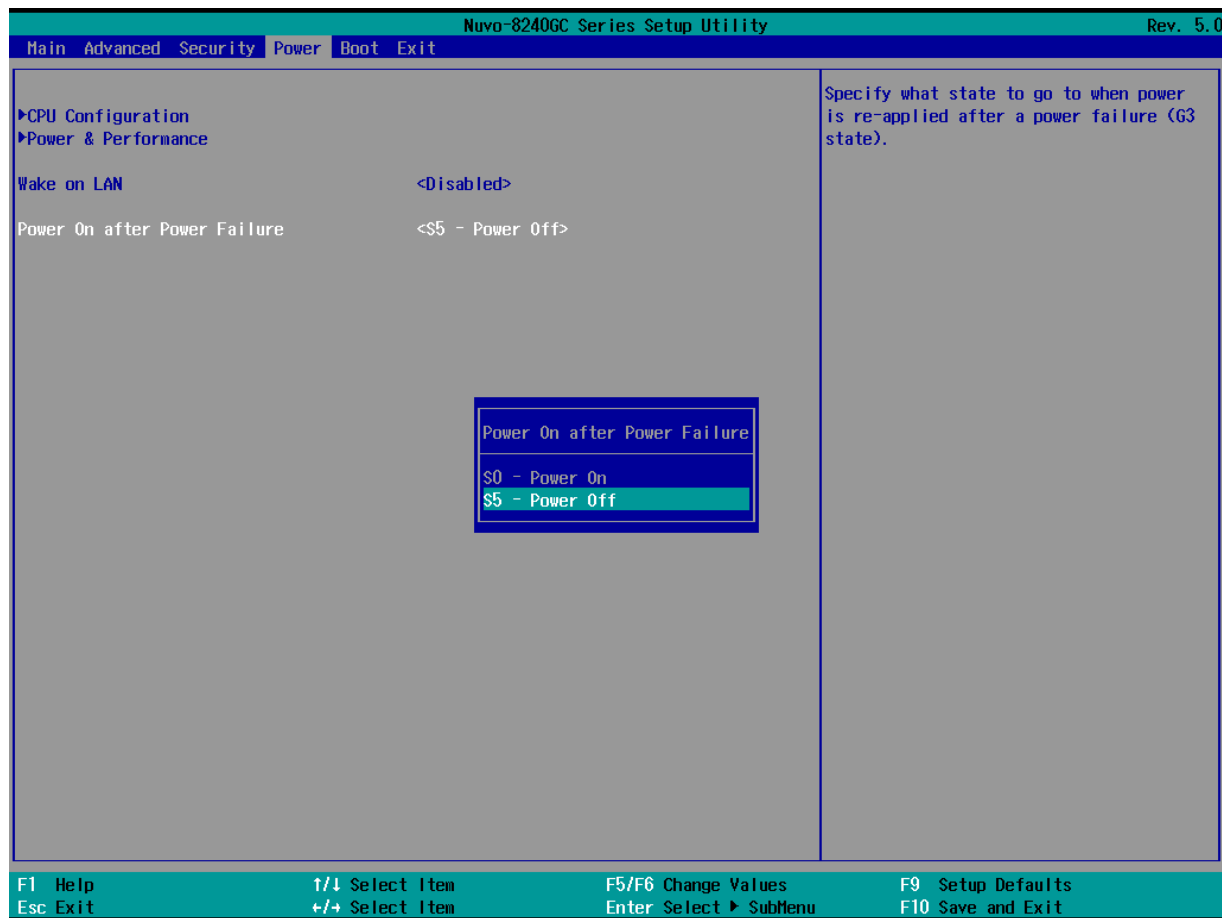 Nuvo-8240GC Series Setup Utility Rev. 5.0
Main Advanced Security Power Boot Exit
▶CPU Configuration
▶Power & Performance
Wake on LAN <Disabled>
Power On after Power Failure <S5 - Power Off>
Specify what state to go to when power
is re-applied after a power failure (G3
state).
Power On after Power Failure
S0 - Power On
S5 - Power Off
F1 Help ↑/↓ Select Item F5/F6 Change Values F9 Setup Defaults
Esc Exit ←/→ Select Item Enter Select ▶ SubMenu F10 Save and Exit